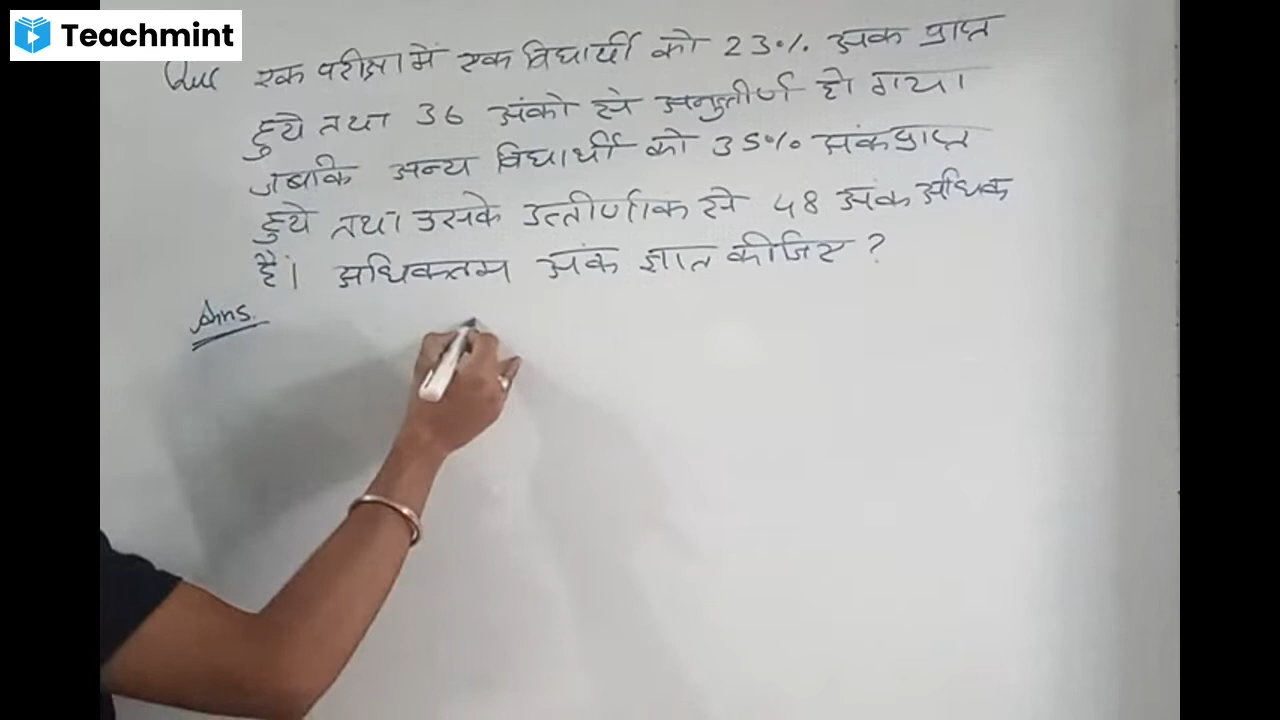 Teachmint
Que एक परीक्षा में एक विद्यार्थी को 23% अंक प्राप्त
हुये तथा 36 अंको से अनुत्तीर्ण हो गया।
जबकि अन्य विद्यार्थी को 35% अंक प्राप्त
हुये तथा उसके उत्तीर्णांक से 48 अंक अधिक
है। अधिकतम अंक ज्ञात कीजिए ?
Ans.